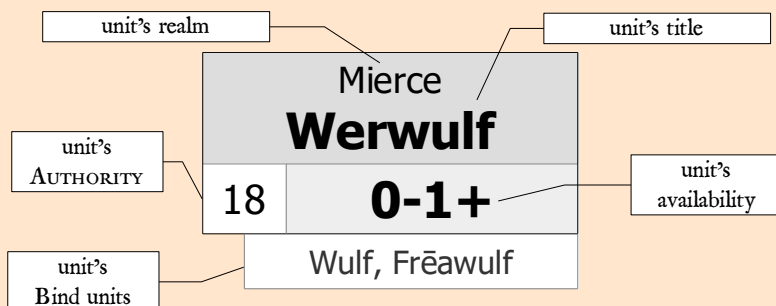 unit's realm
unit's title
Mierce
Werwulf
unit's
AUTHORITY
18
0-1+
unit's
availability
unit's
Bind units
Wulf, Frēawulf